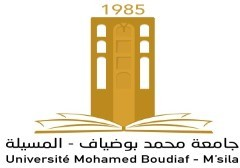 1985
جامعة محمد بوضياف - المسيلة
Université Mohamed Boudiaf - M'sila